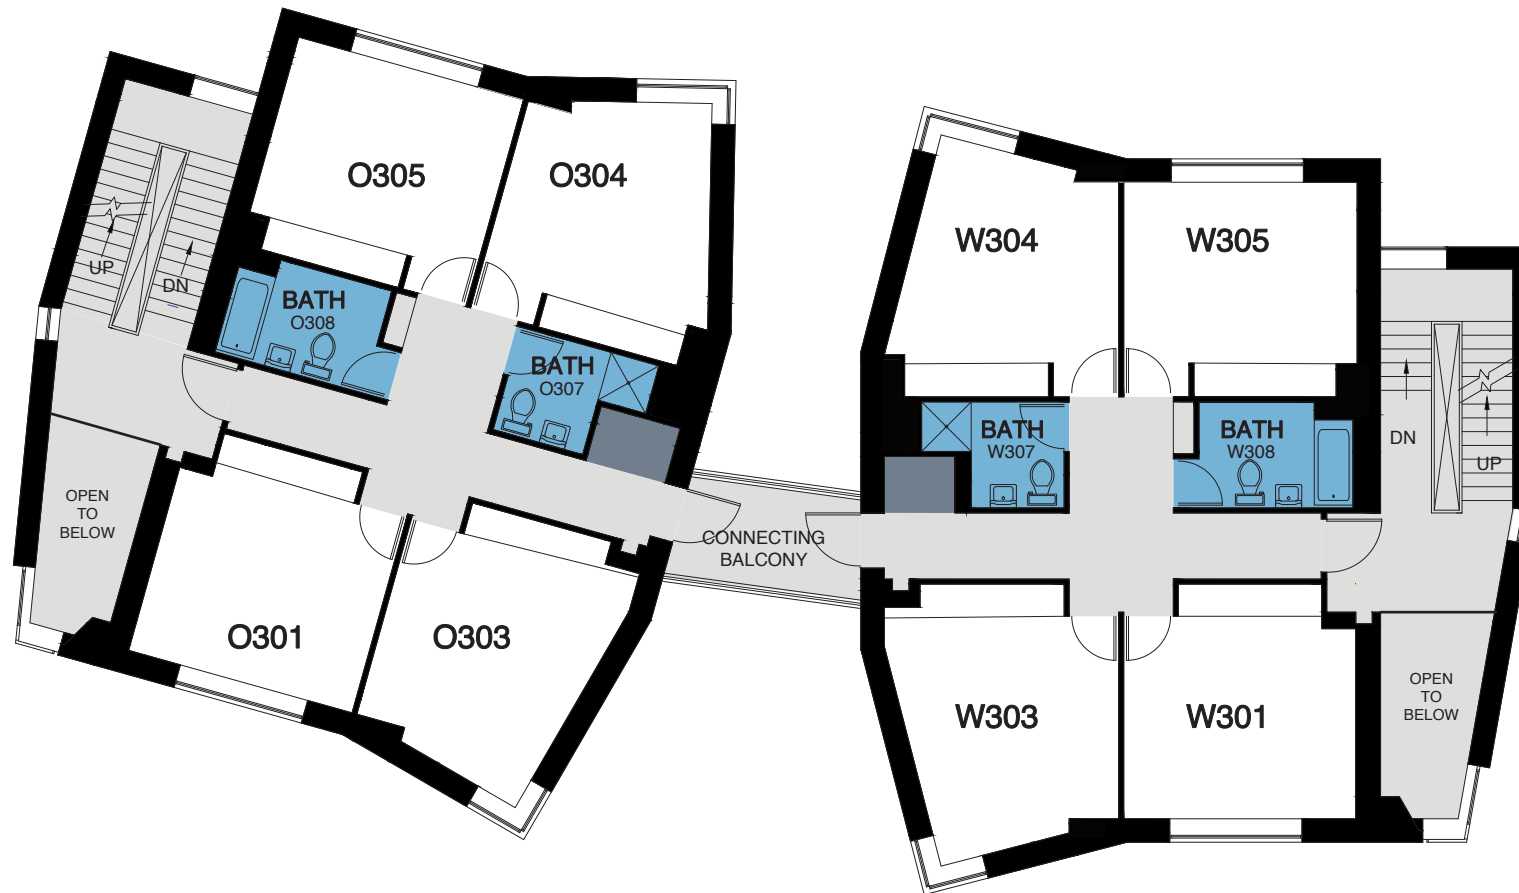 O305
O304
UP
DN
BATH
O308
BATH
O307
OPEN
TO
BELOW
O301
O303
CONNECTING
BALCONY
W304
W305
BATH
W307
BATH
W308
DN
UP
W303
W301
OPEN
TO
BELOW